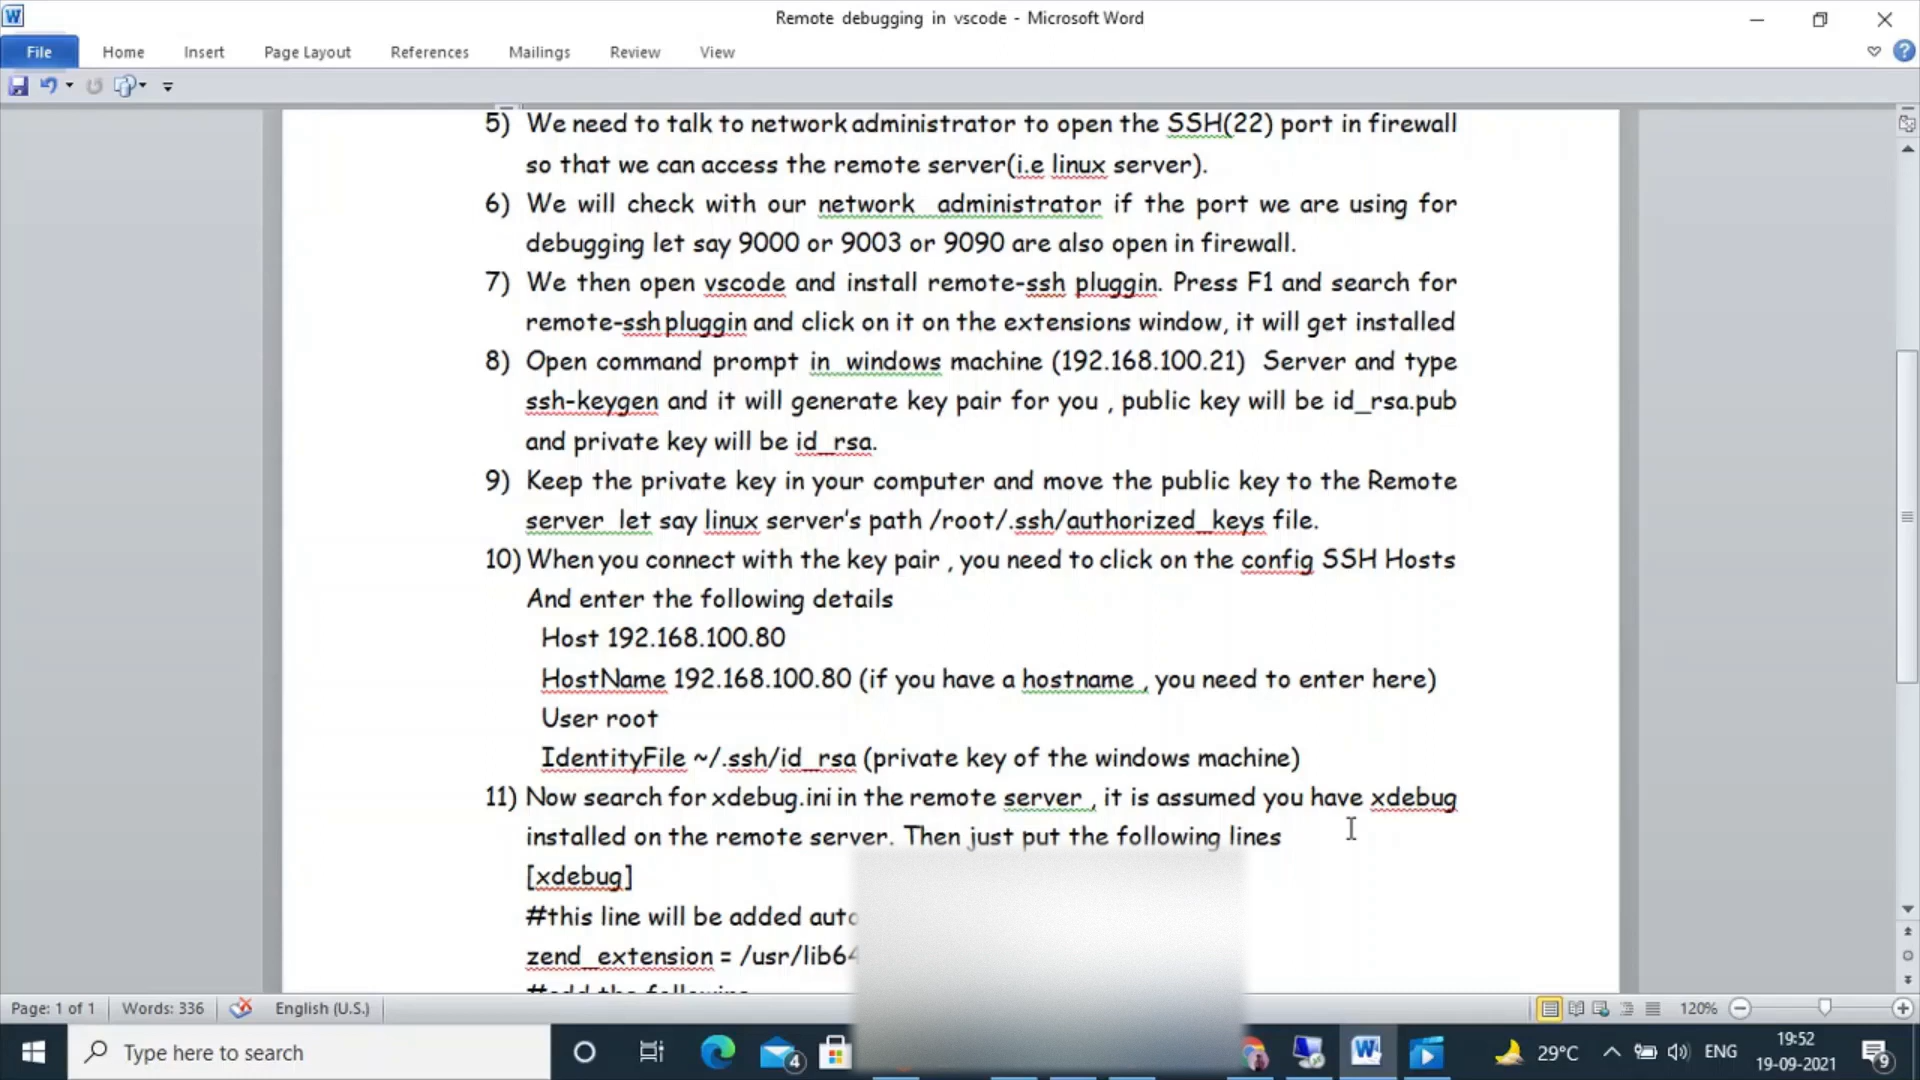 Remote debugging in vscode - Microsoft Word
File Home Insert Page Layout References Mailings Review View
5) We need to talk to network administrator to open the SSH(22) port in firewall
so that we can access the remote server(i.e linux server).
6) We will check with our network administrator if the port we are using for
debugging let say 9000 or 9003 or 9090 are also open in firewall.
7) We then open vscode and install remote-ssh pluggin. Press F1 and search for
remote-ssh pluggin and click on it on the extensions window, it will get installed
8) Open command prompt in windows machine (192.168.100.21) Server and type
ssh-keygen and it will generate key pair for you , public key will be id_rsa.pub
and private key will be id_rsa.
9) Keep the private key in your computer and move the public key to the Remote
server let say linux server's path /root/.ssh/authorized_keys file.
10) When you connect with the key pair , you need to click on the config SSH Hosts
And enter the following details
Host 192.168.100.80
HostName 192.168.100.80 (if you have a hostname , you need to enter here)
User root
IdentityFile ~/.ssh/id_rsa (private key of the windows machine)
11) Now search for xdebug.ini in the remote server , it is assumed you have xdebug
installed on the remote server. Then just put the following lines
[xdebug]
#this line will be added auto
zend_extension = /usr/lib64
#add the following
Page: 1 of 1 Words: 336 English (U.S.) 120%
Type here to search 4 29°C ENG 19:52
19-09-2021 9